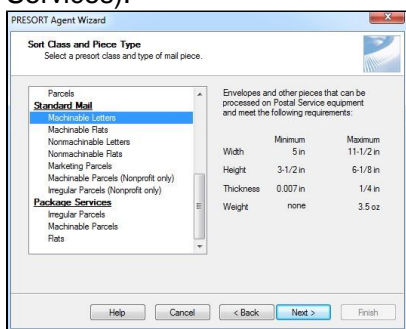 Services).
PRESORT Agent Wizard
Sort Class and Piece Type
Select a presort class and type of mail piece.
Parcels
Standard Mail
Machinable Letters
Machinable Flats
Nonmachinable Letters
Nonmachinable Flats
Marketing Parcels
Machinable Parcels (Nonprofit only)
Irregular Parcels (Nonprofit only)
Package Services
Irregular Parcels
Machinable Parcels
Flats
Envelopes and other pieces that can be
processed on Postal Service equipment
and meet the following requirements:
Minimum Maximum
Width 5 in 11-1/2 in
Height 3-1/2 in 6-1/8 in
Thickness 0.007 in 1/4 in
Weight none 3.5 oz
Help Cancel < Back Next > Finish